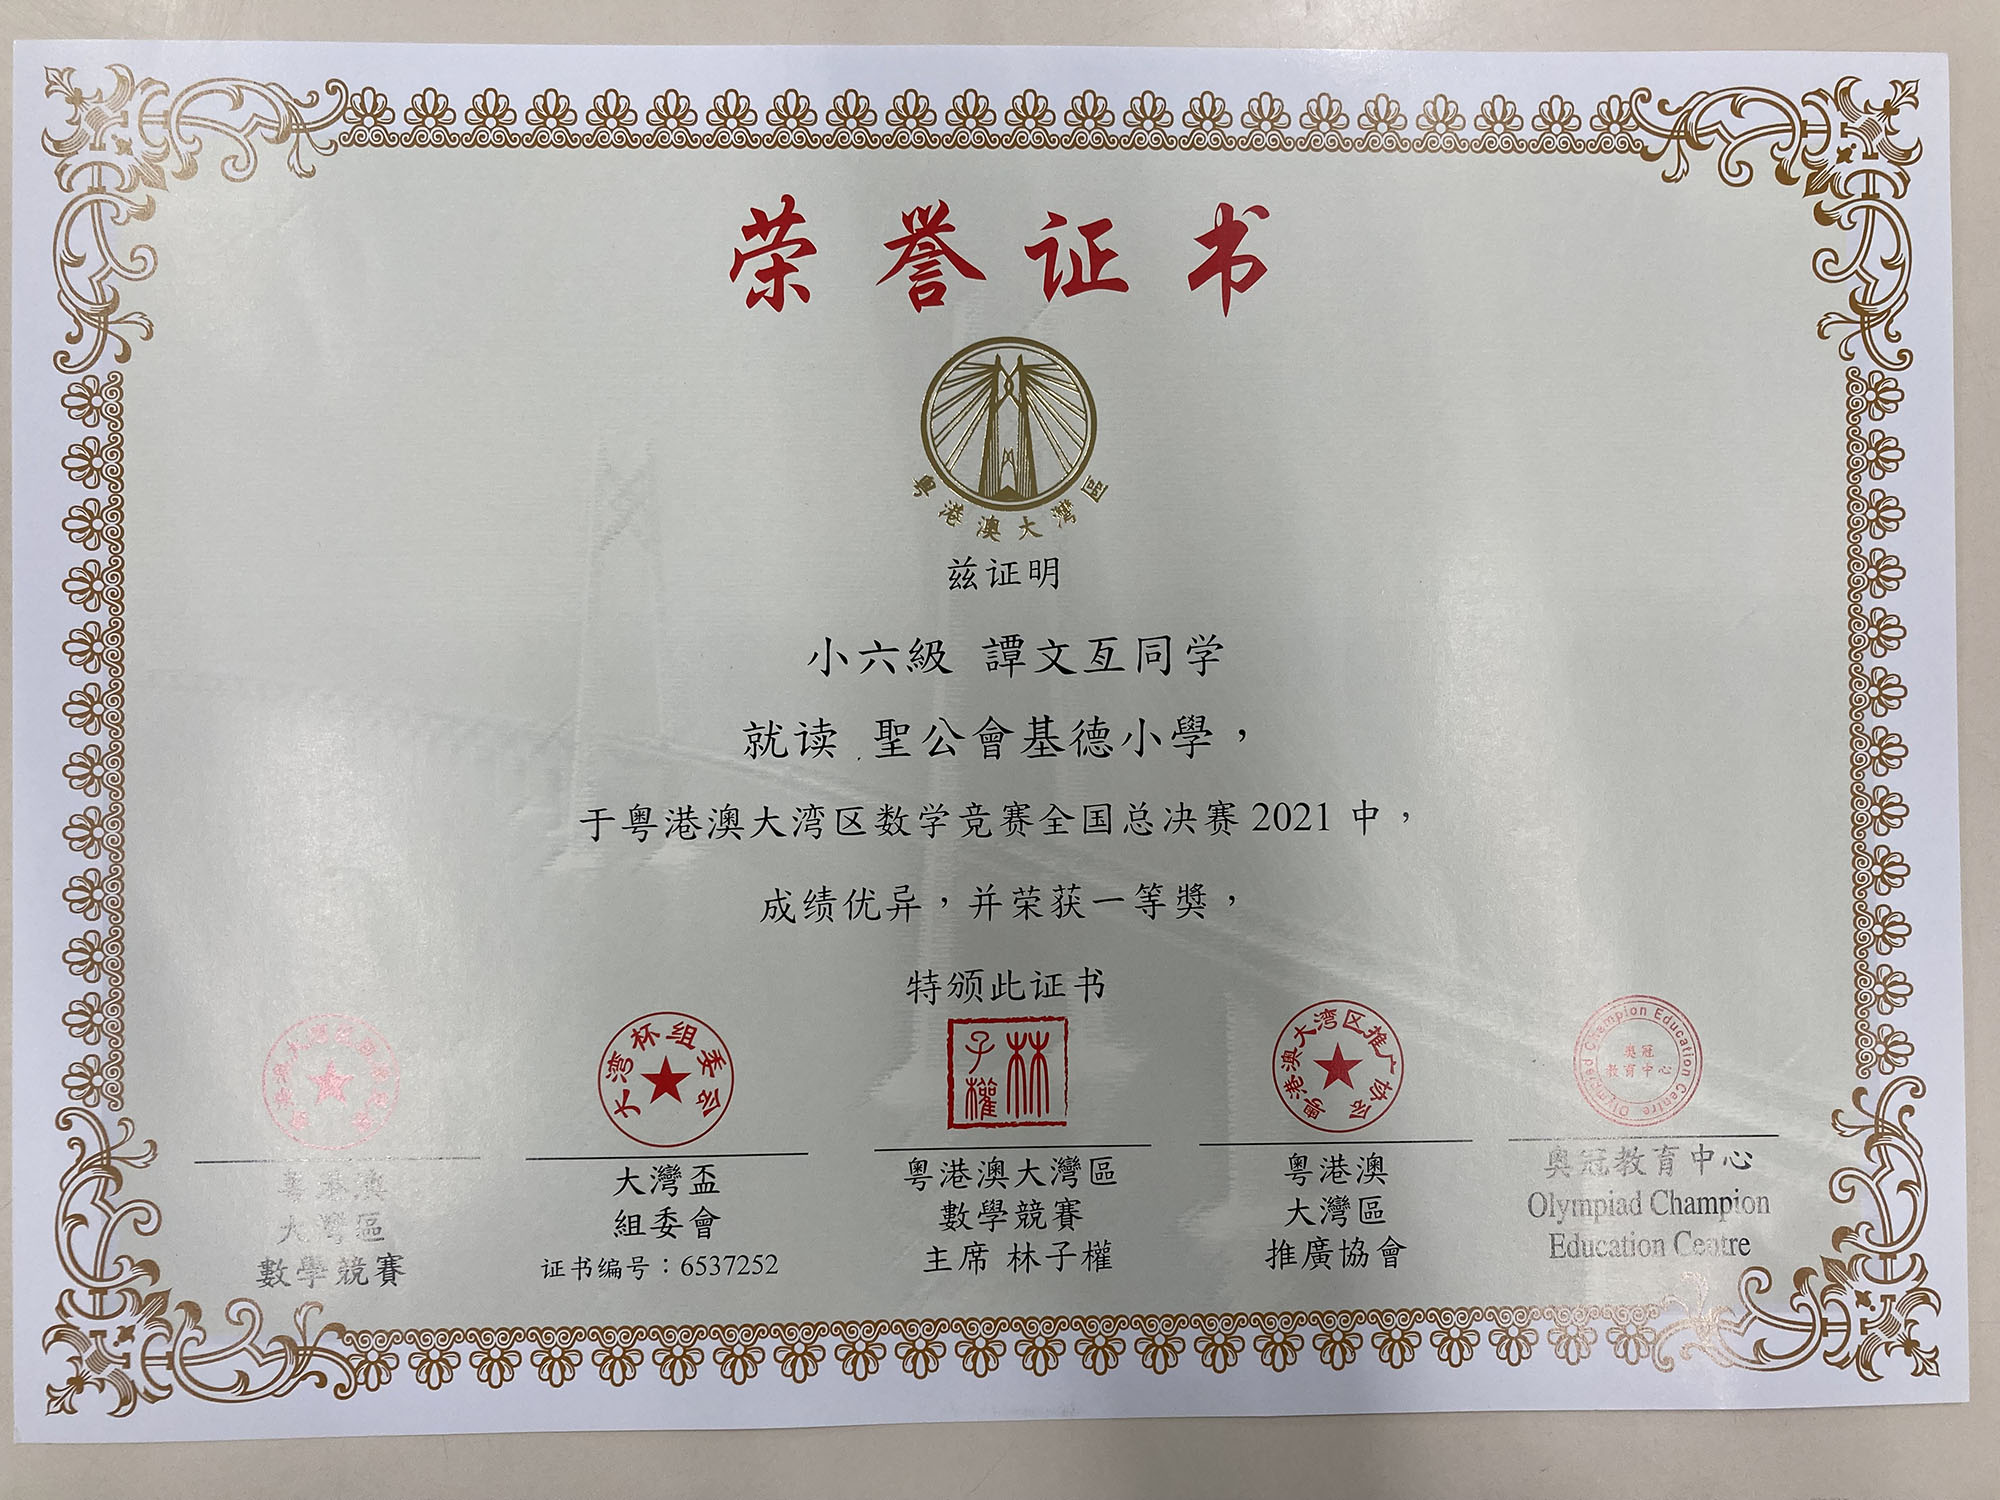 荣誉证书
粤港澳大灣區
兹证明
小六級 譚文亙同学
就读 聖公會基德小學，
于粤港澳大湾区数学竞赛全国总决赛 2021 中，
成绩优异，并荣获一等獎，
特颁此证书
大湾杯组委会
林子權
粤港澳大湾区推广协会
Olympiad Champion Education Centre
奥冠
教育中心
粤港澳
大灣區
數學競賽
大灣盃
組委會
证书编号：6537252
粤港澳大灣區
數學競賽
主席 林子權
粤港澳
大灣區
推廣協會
奧冠教育中心
Olympiad Champion
Education Centre